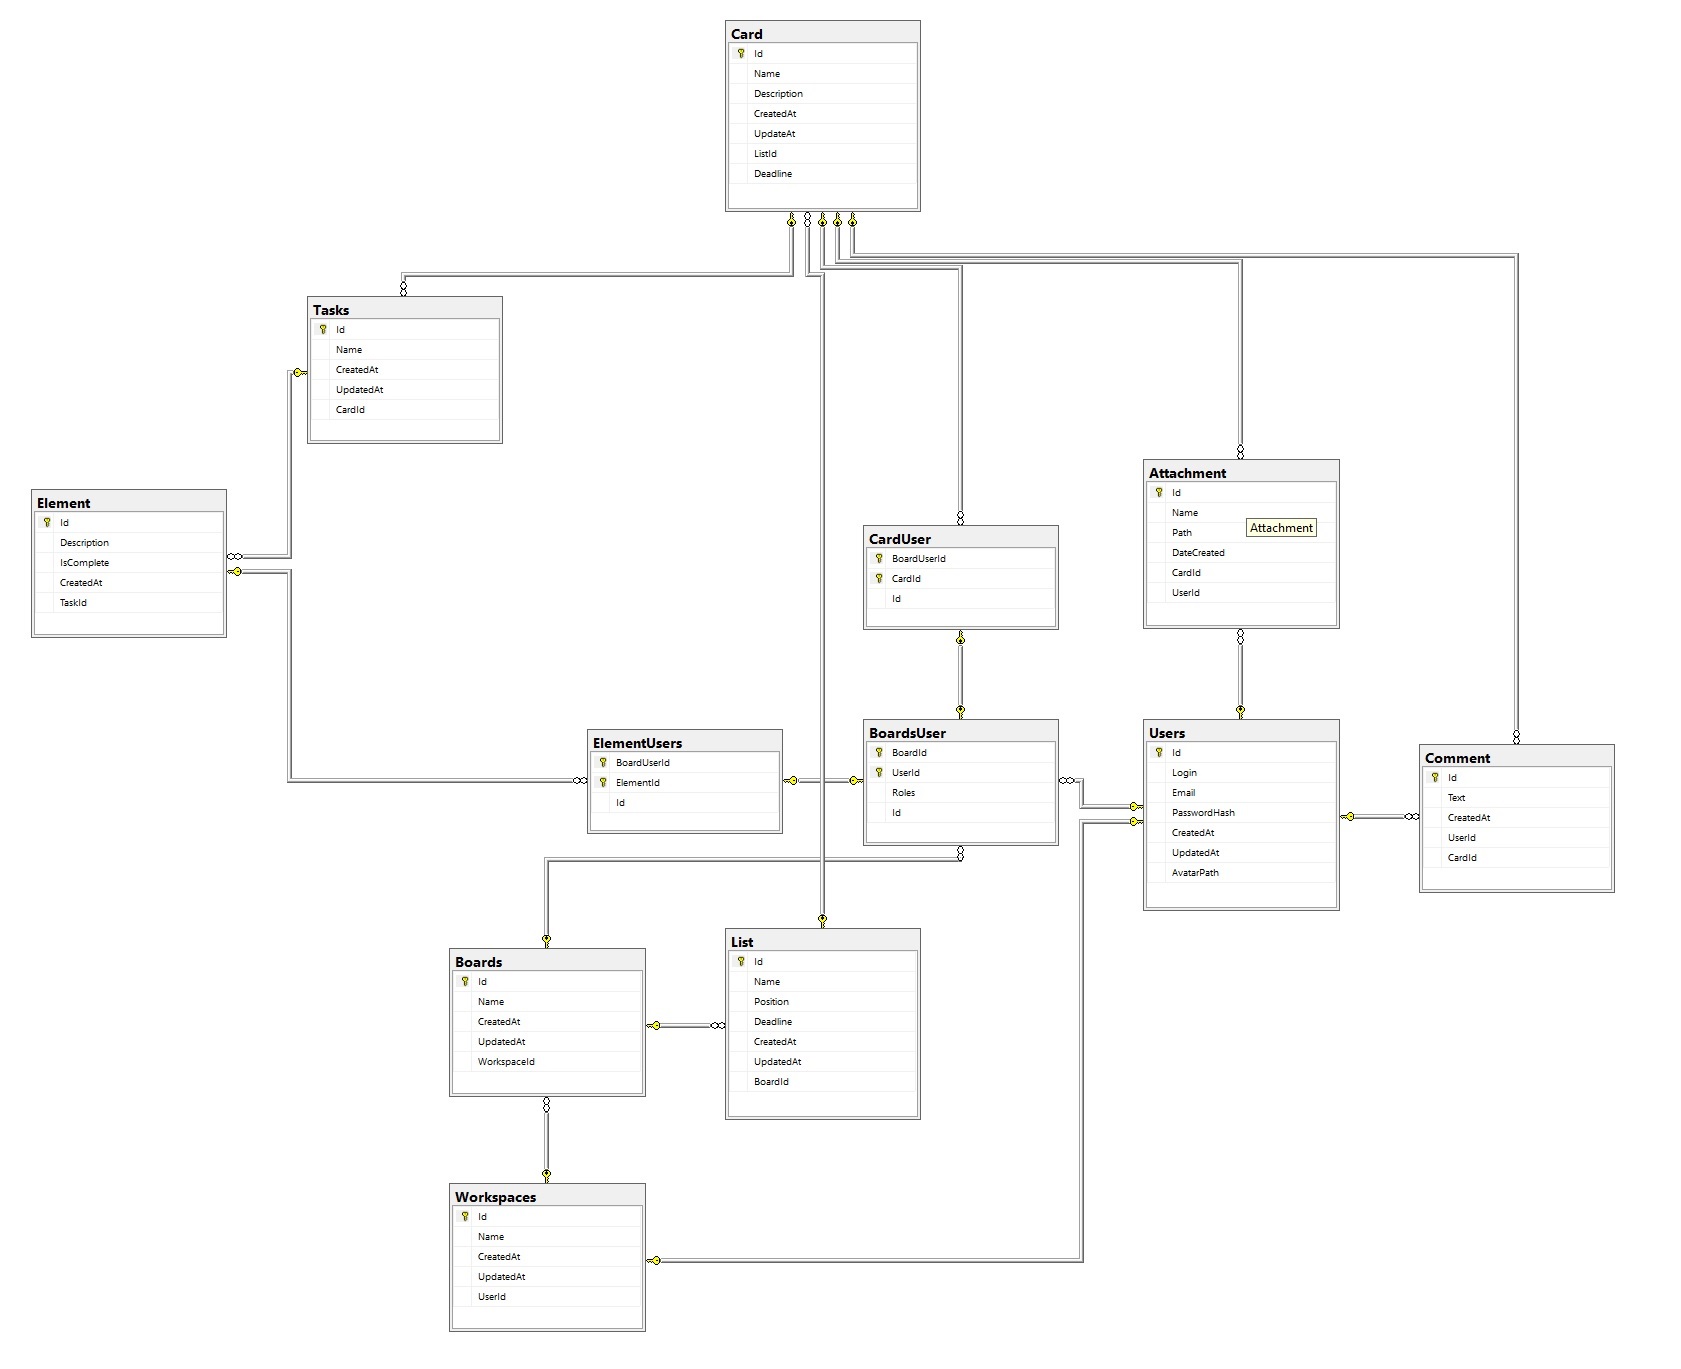 Card
Id
Name
Description
CreatedAt
UpdateAt
ListId
Deadline
Tasks
Id
Name
CreatedAt
UpdatedAt
CardId
Element
Id
Description
IsComplete
CreatedAt
TaskId
CardUser
BoardUserId
CardId
Id
Attachment
Id
Name
Path
DateCreated
CardId
UserId
Attachment
ElementUsers
BoardUserId
ElementId
Id
BoardsUser
BoardId
UserId
Roles
Id
Users
Id
Login
Email
PasswordHash
CreatedAt
UpdatedAt
AvatarPath
Comment
Id
Text
CreatedAt
UserId
CardId
Boards
Id
Name
CreatedAt
UpdatedAt
WorkspaceId
List
Id
Name
Position
Deadline
CreatedAt
UpdatedAt
BoardId
Workspaces
Id
Name
CreatedAt
UpdatedAt
UserId